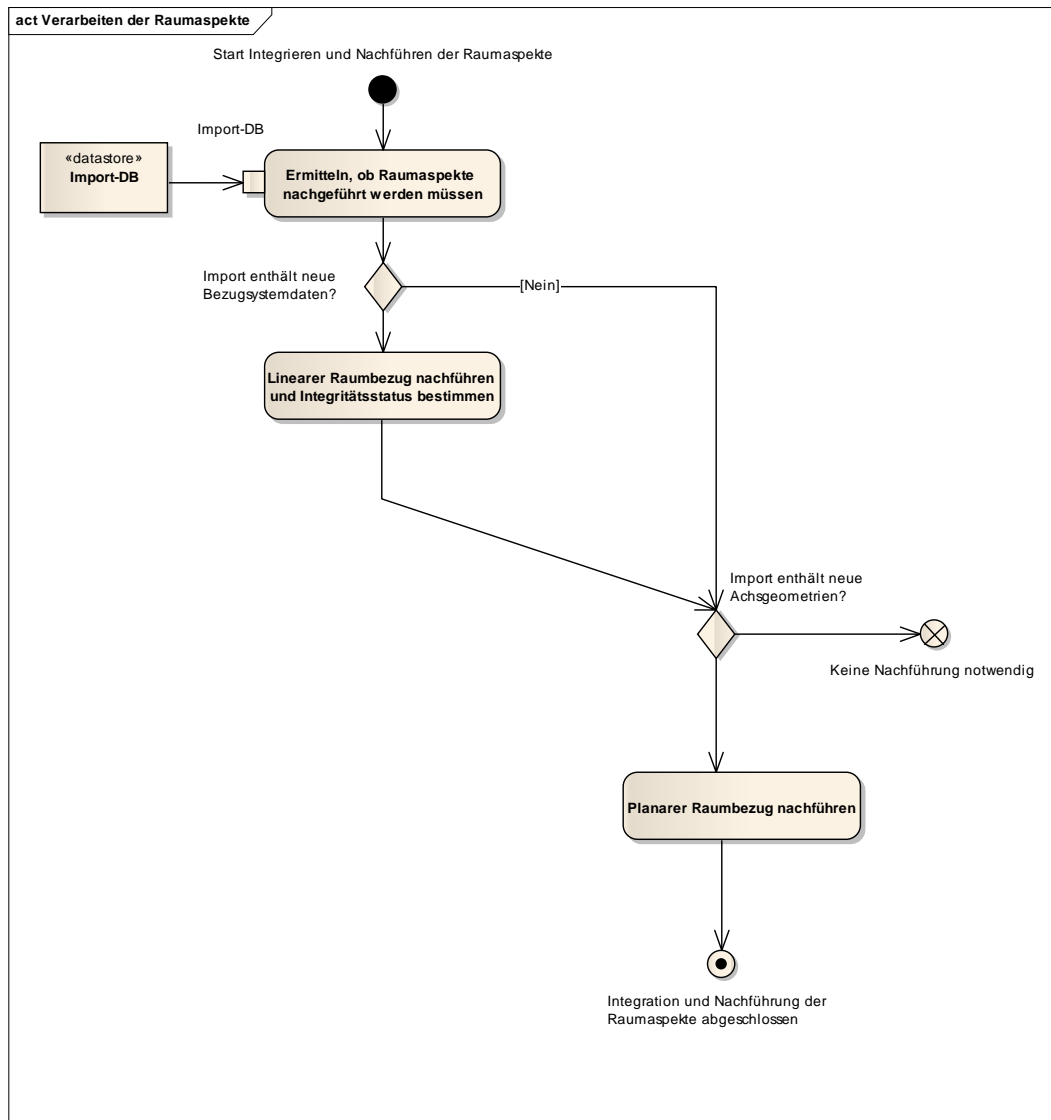 act Verarbeiten der Raumaspekte
Start Integrieren und Nachführen der Raumaspekte
Import-DB
«datastore»
Import-DB
Ermitteln, ob Raumaspekte
nachgeführt werden müssen
Import enthält neue
Bezugsystemdaten?
[Nein]
Linearer Raumbezug nachführen
und Integritätsstatus bestimmen
Import enthält neue
Achsgeometrien?
Keine Nachführung notwendig
Planarer Raumbezug nachführen
Integration und Nachführung der
Raumaspekte abgeschlossen